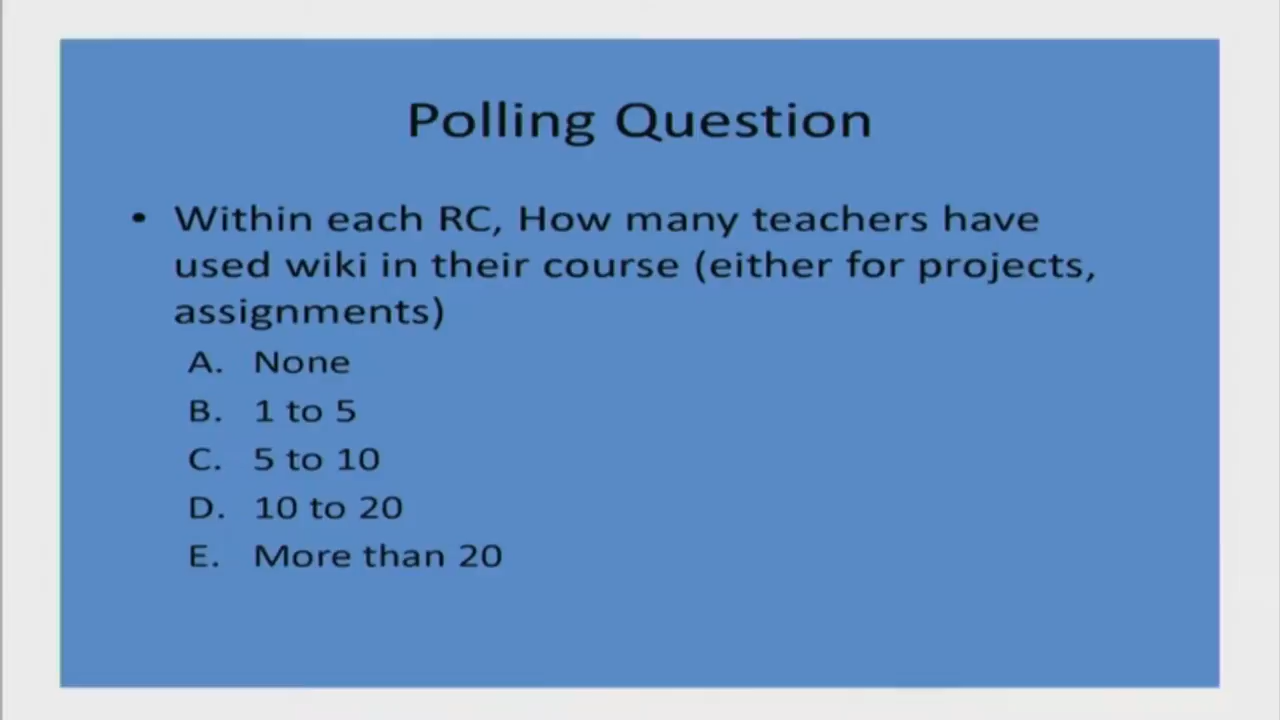 Polling Question
• Within each RC, How many teachers have
used wiki in their course (either for projects,
assignments)
A. None
B. 1 to 5
C. 5 to 10
D. 10 to 20
E. More than 20